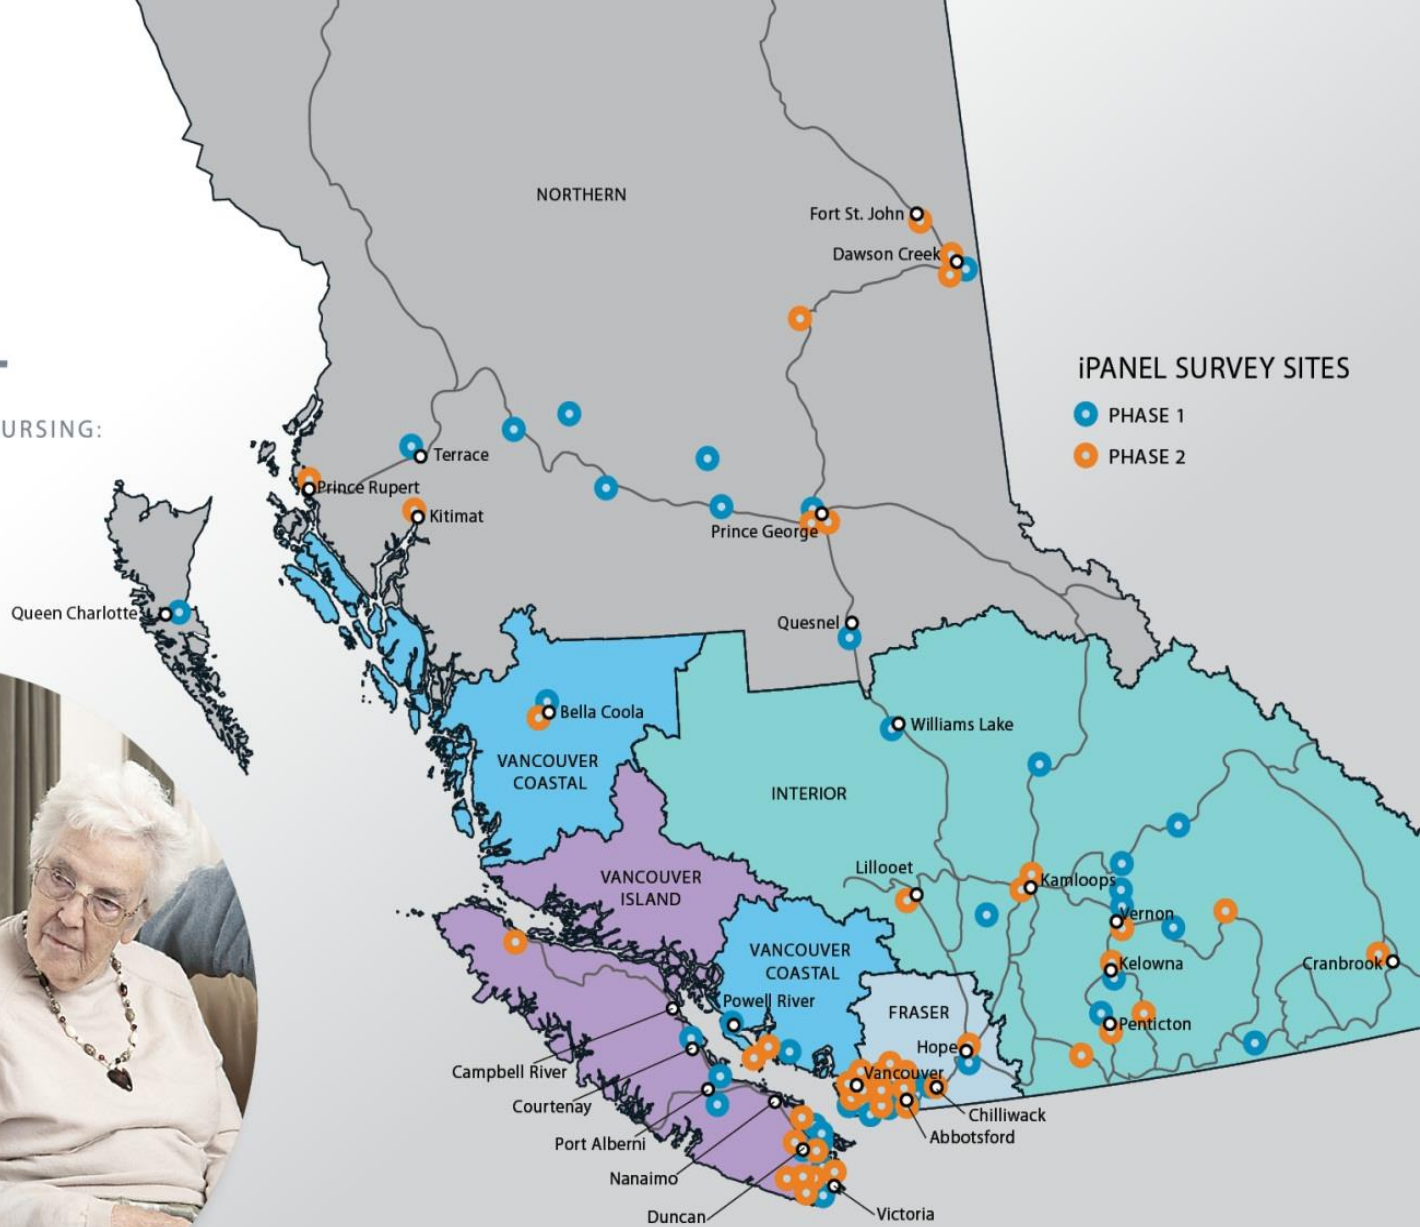 URSING:
NORTHERN
Fort St. John
Dawson Creek
iPANEL SURVEY SITES
PHASE 1
PHASE 2
Terrace
Prince Rupert
Kitimat
Prince George
Queen Charlotte
Quesnel
Bella Coola
Williams Lake
VANCOUVER
COASTAL
INTERIOR
Lillooet
Kamloops
VANCOUVER
ISLAND
Vernon
VANCOUVER
COASTAL
Kelowna
Cranbrook
Powell River
FRASER
Penticton
Hope
Campbell River
Vancouver
Courtenay
Chilliwack
Port Alberni
Abbotsford
Nanaimo
Duncan
Victoria